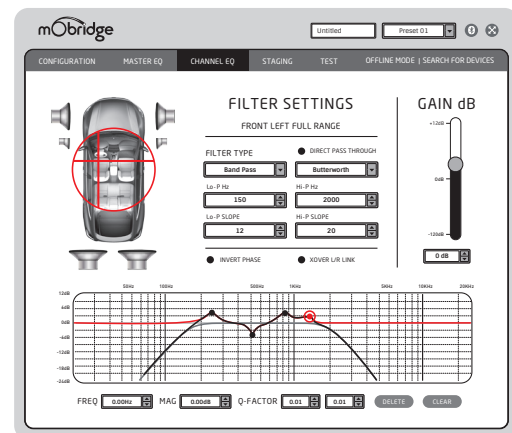 mObridge
Untitled
Preset 01
CONFIGURATION MASTER EQ CHANNEL EQ STAGING TEST OFFLINE MODE | SEARCH FOR DEVICES
FILTER SETTINGS
FRONT LEFT FULL RANGE
FILTER TYPE
DIRECT PASS THROUGH
Band Pass
Butterworth
Lo-P Hz
Hi-P Hz
150
2000
Lo-P SLOPE
Hi-P SLOPE
12
20
INVERT PHASE
XOVER L/R LINK
GAIN dB
+12dB
0dB
-120dB
0 dB
50Hz 100Hz 500Hz 1KHz 5KHz 10KHz 20KHz
12dB
6dB
0dB
-6dB
-12dB
-18dB
-24dB
FREQ 0.00Hz MAG 0.00dB Q-FACTOR 0.01 0.01 DELETE CLEAR